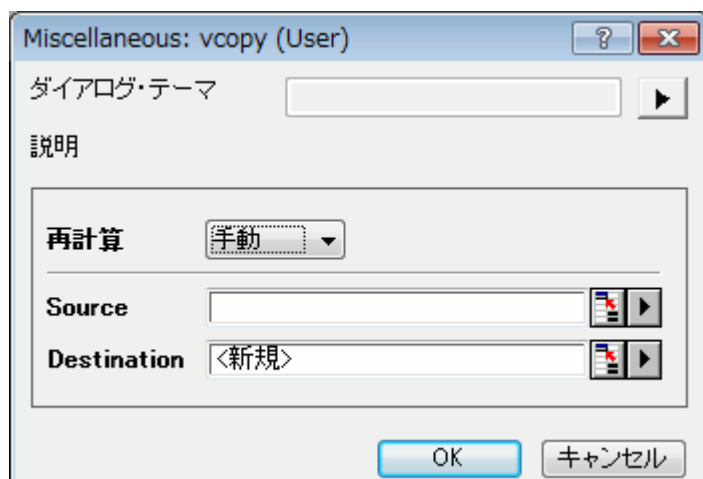 Miscellaneous: vcopy (User)
ダイアログ・テーマ
説明
再計算 手動
Source
Destination <新規>
OK キャンセル